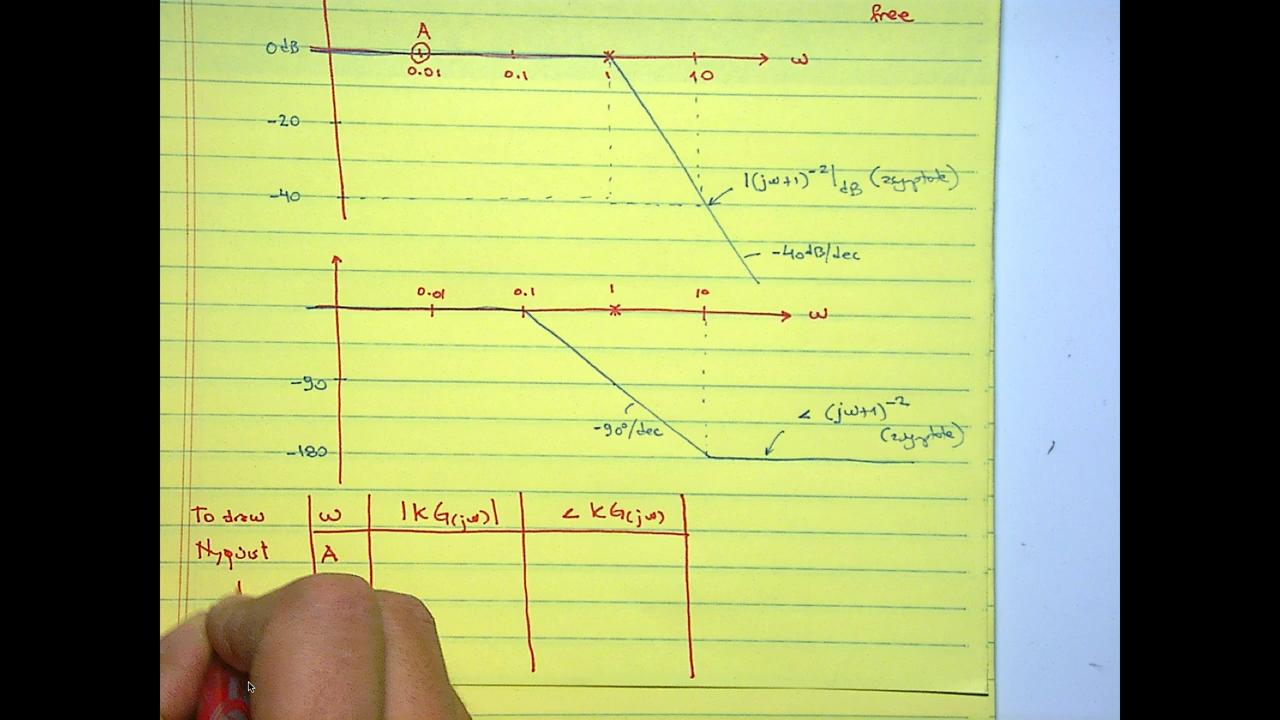 free
A
0dB
0.01 0.1 1 10 ω
-20
|(jω+1)⁻²|dB (asymptote)
-40
-40dB/dec
0.01 0.1 1 10
ω
-90
∠ (jω+1)⁻²
(asymptote)
-90°/dec
-180
To draw ω |KG(jω)| ∠ KG(jω)
Nyquist A